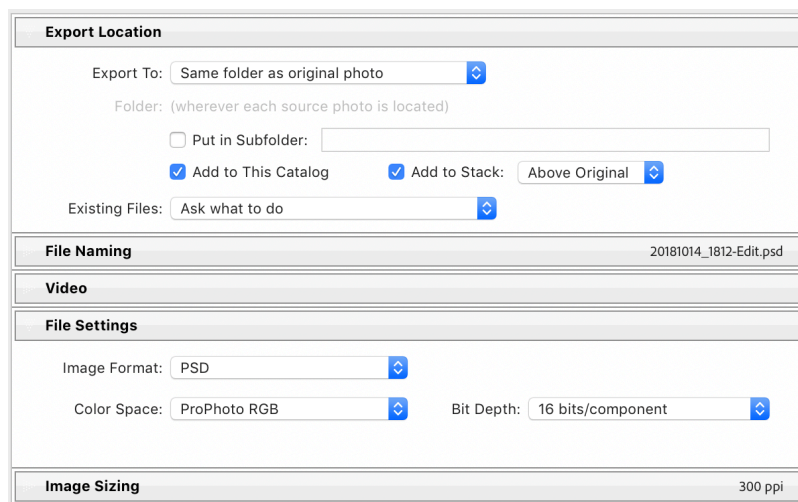 Export Location
Export To: Same folder as original photo
Folder: (wherever each source photo is located)
Put in Subfolder:
Add to This Catalog Add to Stack: Above Original
Existing Files: Ask what to do
File Naming 20181014_1812-Edit.psd
Video
File Settings
Image Format: PSD
Color Space: ProPhoto RGB Bit Depth: 16 bits/component
Image Sizing 300 ppi